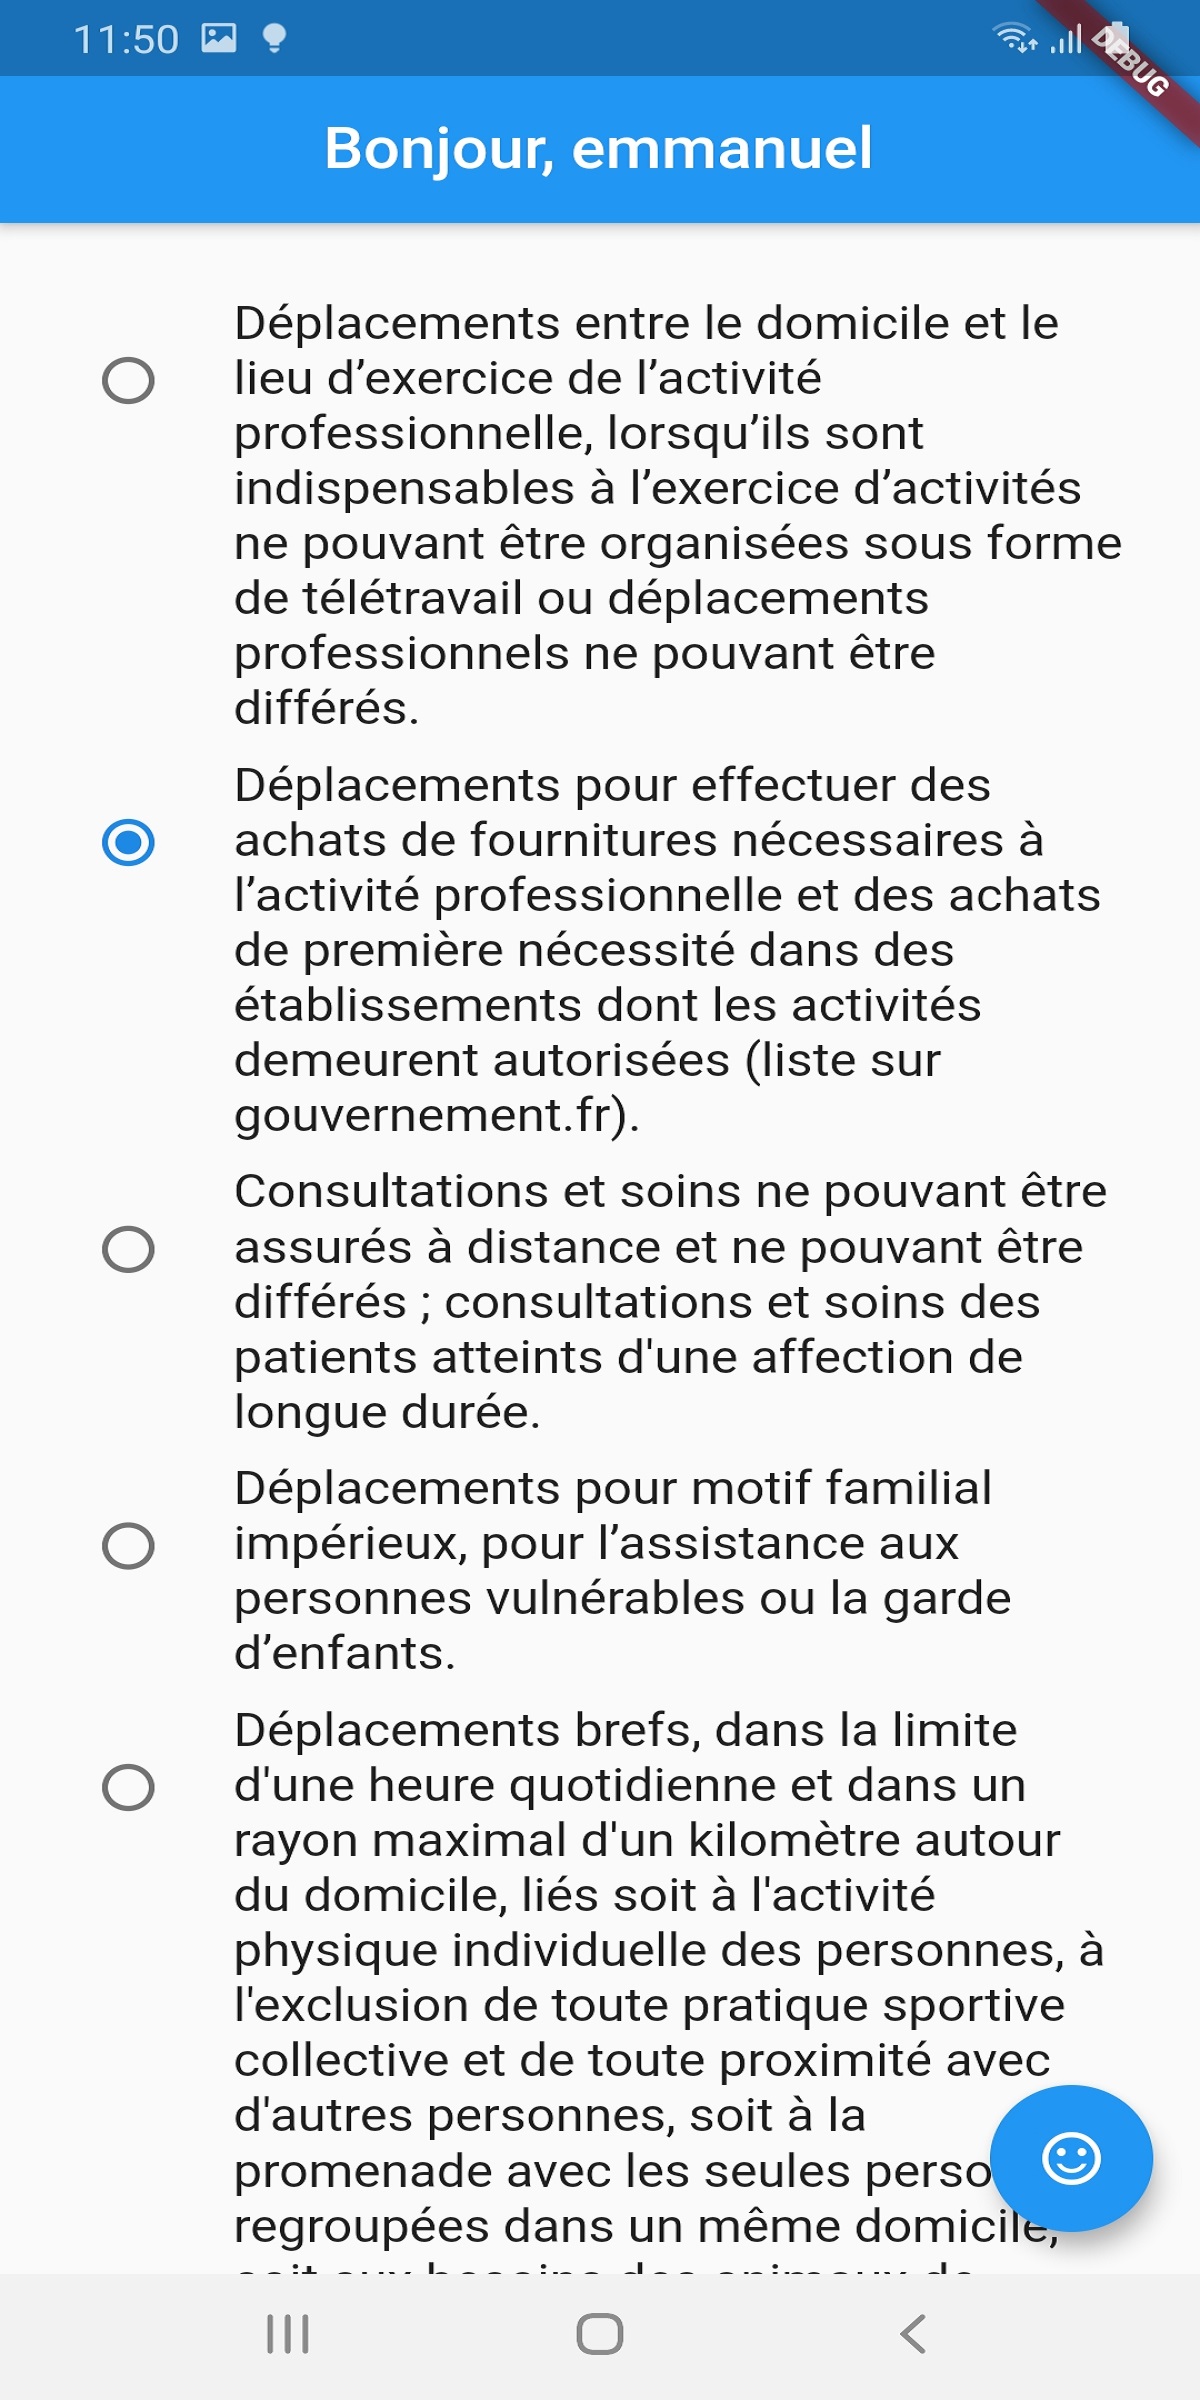 11:50
DEBUG
Bonjour, emmanuel
Déplacements entre le domicile et le
lieu d’exercice de l’activité
professionnelle, lorsqu’ils sont
indispensables à l’exercice d’activités
ne pouvant être organisées sous forme
de télétravail ou déplacements
professionnels ne pouvant être
différés.
Déplacements pour effectuer des
achats de fournitures nécessaires à
l’activité professionnelle et des achats
de première nécessité dans des
établissements dont les activités
demeurent autorisées (liste sur
gouvernement.fr).
Consultations et soins ne pouvant être
assurés à distance et ne pouvant être
différés ; consultations et soins des
patients atteints d'une affection de
longue durée.
Déplacements pour motif familial
impérieux, pour l’assistance aux
personnes vulnérables ou la garde
d’enfants.
Déplacements brefs, dans la limite
d'une heure quotidienne et dans un
rayon maximal d'un kilomètre autour
du domicile, liés soit à l'activité
physique individuelle des personnes, à
l'exclusion de toute pratique sportive
collective et de toute proximité avec
d'autres personnes, soit à la
promenade avec les seules perso
regroupées dans un même domicile,
soit aux besoins des animaux de